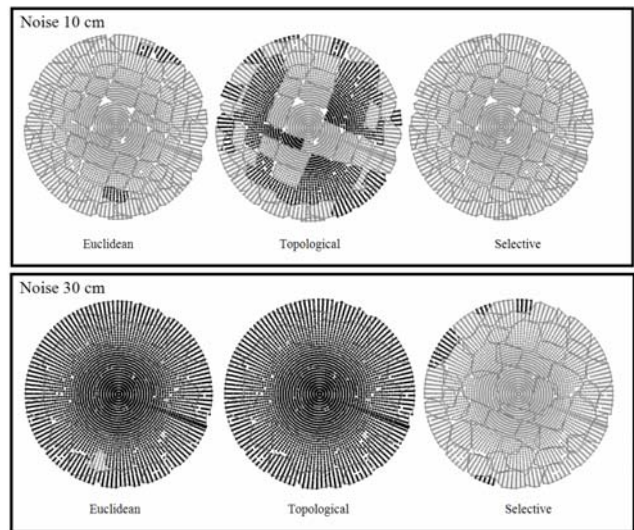 Noise 10 cm
Euclidean
Topological
Selective
Noise 30 cm
Euclidean
Topological
Selective